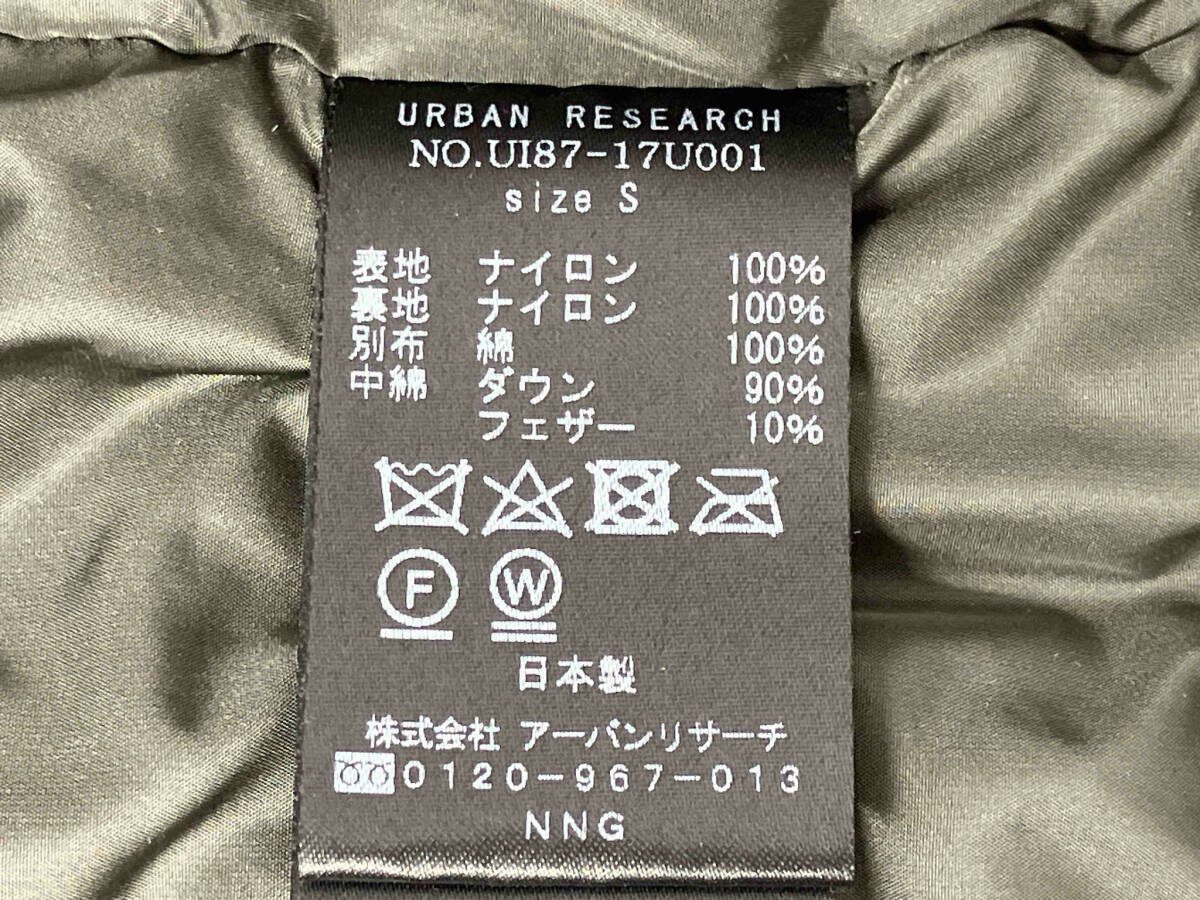 URBAN RESEARCH
NO.UI87-17U001
size S
表地 ナイロン 100%
裏地 ナイロン 100%
別布 綿 100%
中綿 ダウン 90%
フェザー 10%
F W
日本製
株式会社 アーバンリサーチ
0120-967-013
NNG